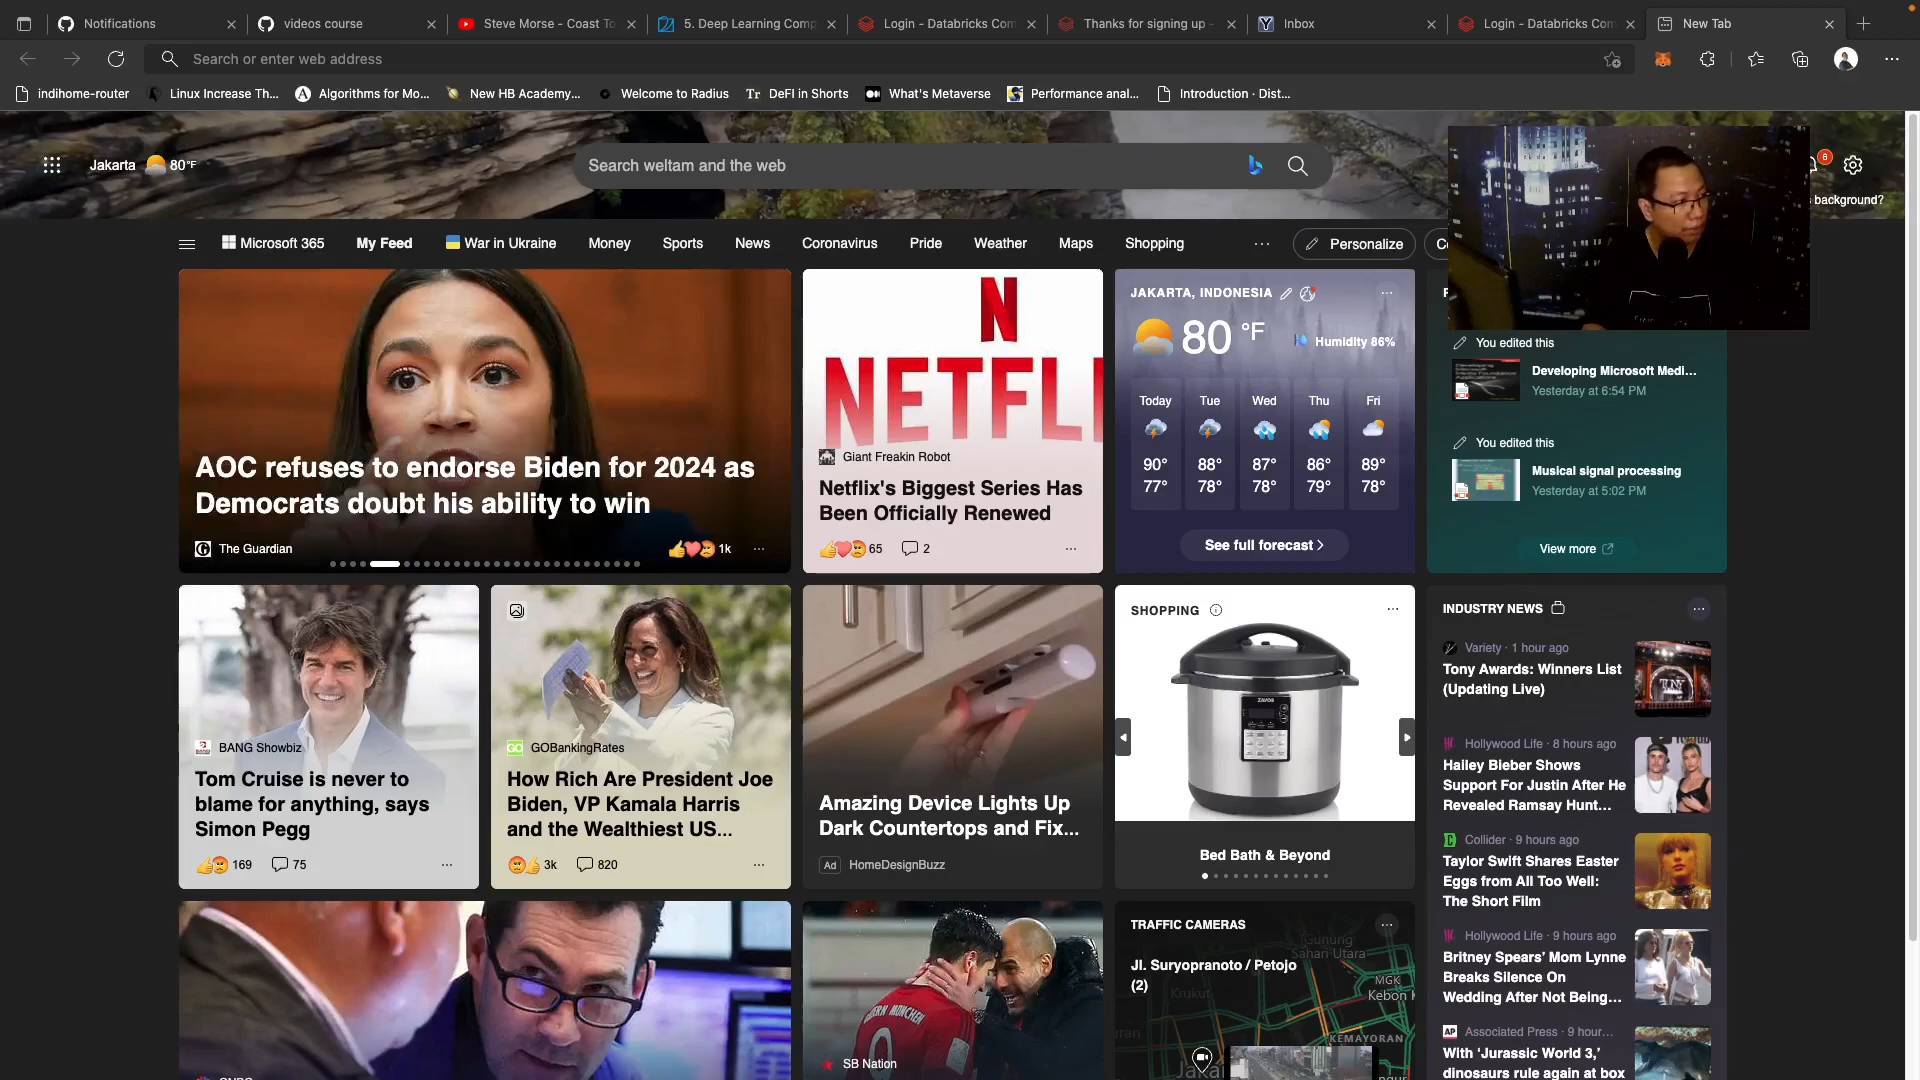 Notifications
videos course
Steve Morse - Coast To
5. Deep Learning Comp
Login - Databricks Com
Thanks for signing up -
Inbox
Login - Databricks Com
New Tab
Search or enter web address
indihome-router
Linux Increase Th...
Algorithms for Mo...
New HB Academy...
Welcome to Radius
Tr DeFI in Shorts
What's Metaverse
Performance anal...
Introduction · Dist...
Jakarta 80°F
Search weltam and the web
6
background?
Microsoft 365
My Feed
War in Ukraine
Money
Sports
News
Coronavirus
Pride
Weather
Maps
Shopping
Personalize
AOC refuses to endorse Biden for 2024 as
Democrats doubt his ability to win
The Guardian
1k
N
NETFL
Giant Freakin Robot
Netflix's Biggest Series Has
Been Officially Renewed
65
2
JAKARTA, INDONESIA
80 °F
Humidity 86%
Today Tue Wed Thu Fri
90° 88° 87° 86° 89°
77° 78° 78° 79° 78°
See full forecast
You edited this
Developing Microsoft Medi...
Yesterday at 6:54 PM
You edited this
Musical signal processing
Yesterday at 5:02 PM
View more
BANG Showbiz
Tom Cruise is never to
blame for anything, says
Simon Pegg
169
75
GO GOBankingRates
How Rich Are President Joe
Biden, VP Kamala Harris
and the Wealthiest US...
3k
820
Amazing Device Lights Up
Dark Countertops and Fix...
Ad HomeDesignBuzz
SHOPPING
ZAVOR
Bed Bath & Beyond
INDUSTRY NEWS
Variety · 1 hour ago
Tony Awards: Winners List
(Updating Live)
Hollywood Life · 8 hours ago
Hailey Bieber Shows
Support For Justin After He
Revealed Ramsay Hunt...
Collider · 9 hours ago
Taylor Swift Shares Easter
Eggs from All Too Well:
The Short Film
Hollywood Life · 9 hours ago
Britney Spears' Mom Lynne
Breaks Silence On
Wedding After Not Being...
AP Associated Press · 9 hour...
With 'Jurassic World 3,'
dinosaurs rule again at box
SB Nation
TRAFFIC CAMERAS
Jl. Suryopranoto / Petojo
(2)
Gunung
Sahari Utara
Krukut
MGK
Kebon K
KEMAYORAN